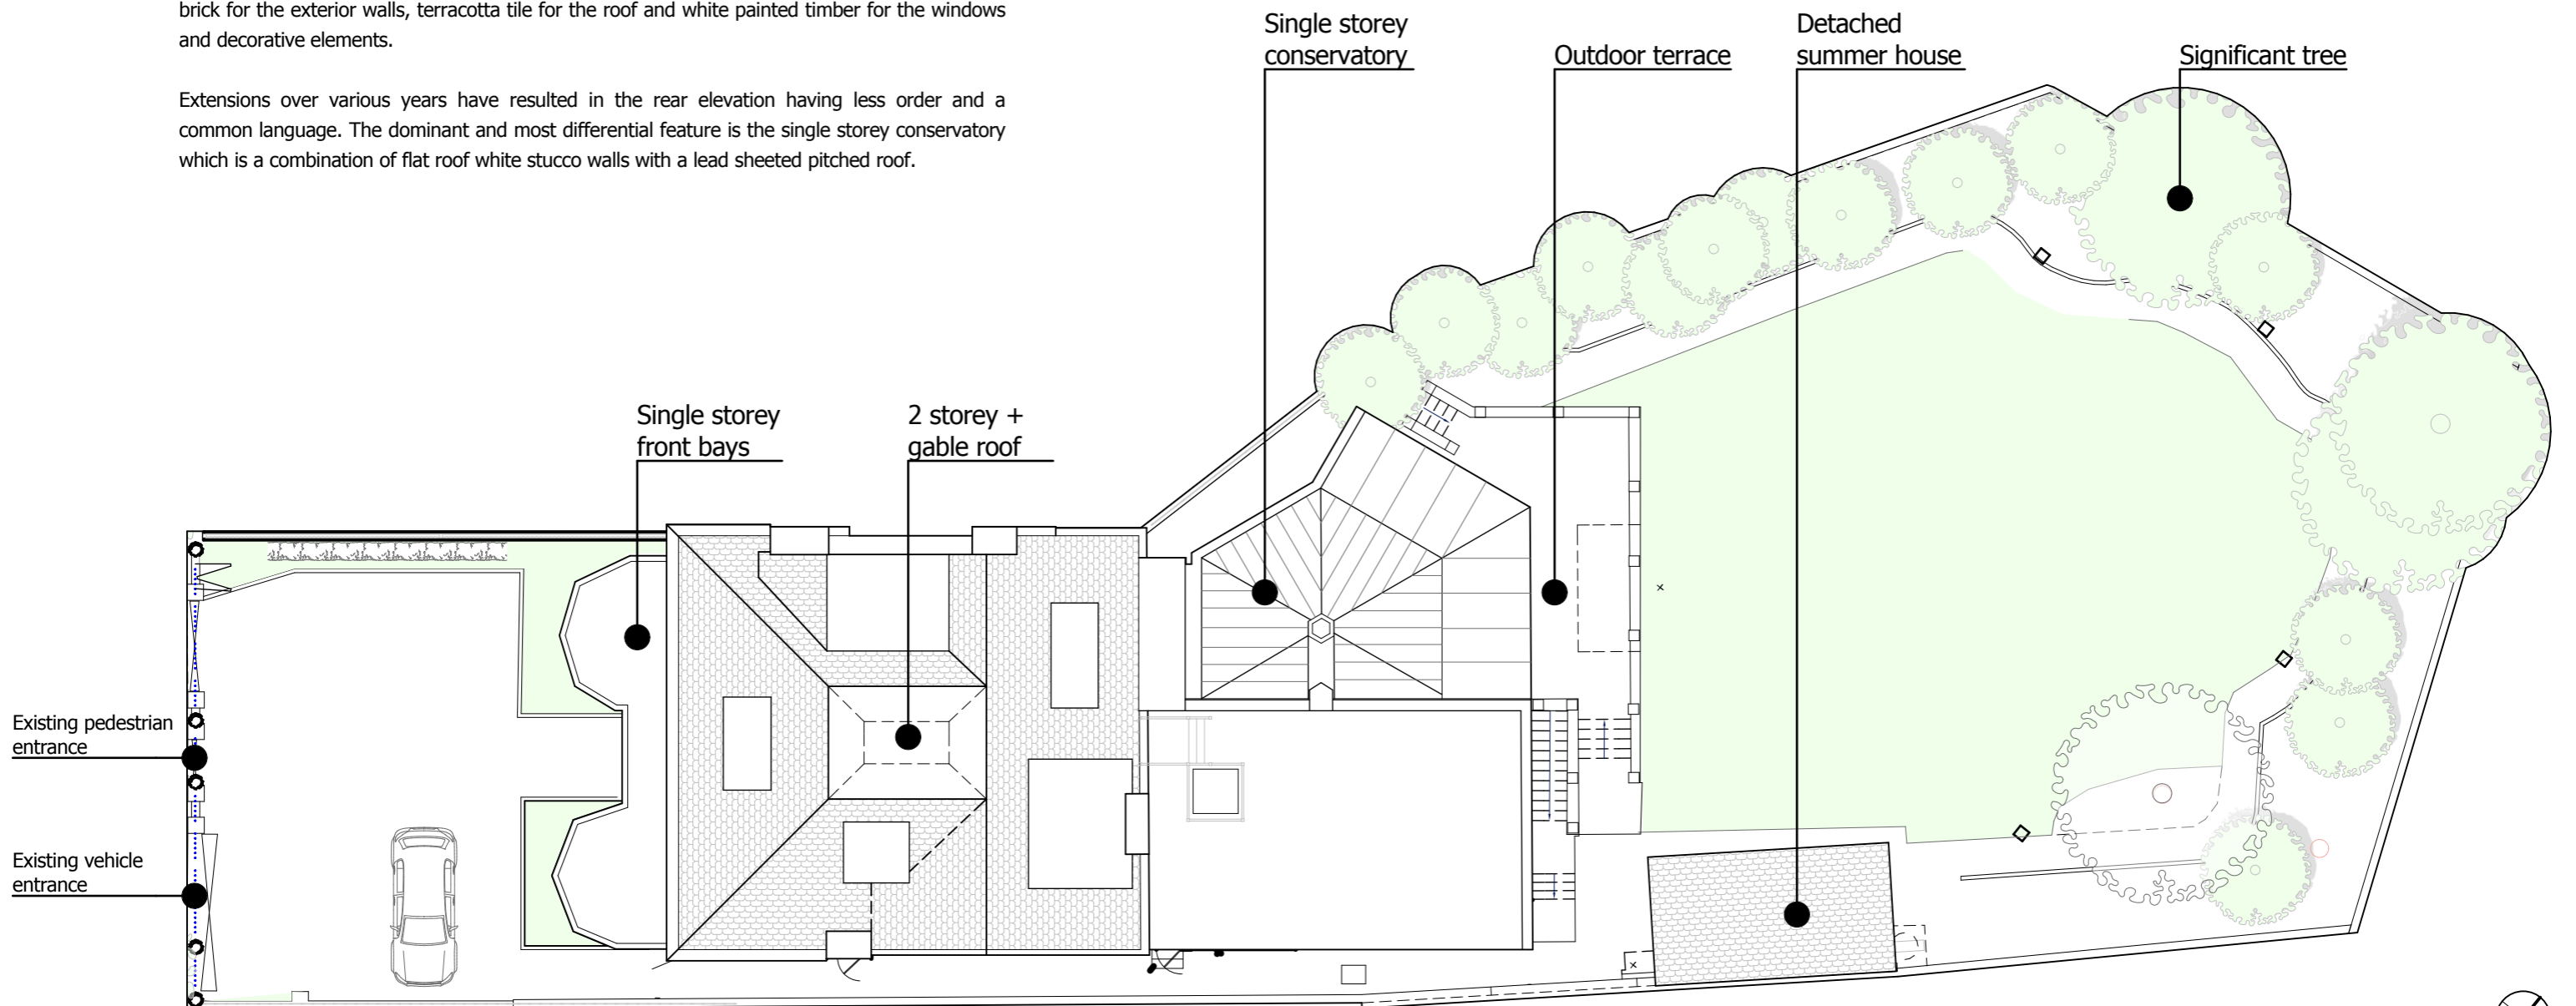 brick for the exterior walls, terracotta tile for the roof and white painted timber for the windows
and decorative elements.
Extensions over various years have resulted in the rear elevation having less order and a
common language. The dominant and most differential feature is the single storey conservatory
which is a combination of flat roof white stucco walls with a lead sheeted pitched roof.
Single storey
conservatory
Outdoor terrace
Detached
summer house
Significant tree
Single storey
front bays
2 storey +
gable roof
Existing pedestrian
entrance
Existing vehicle
entrance